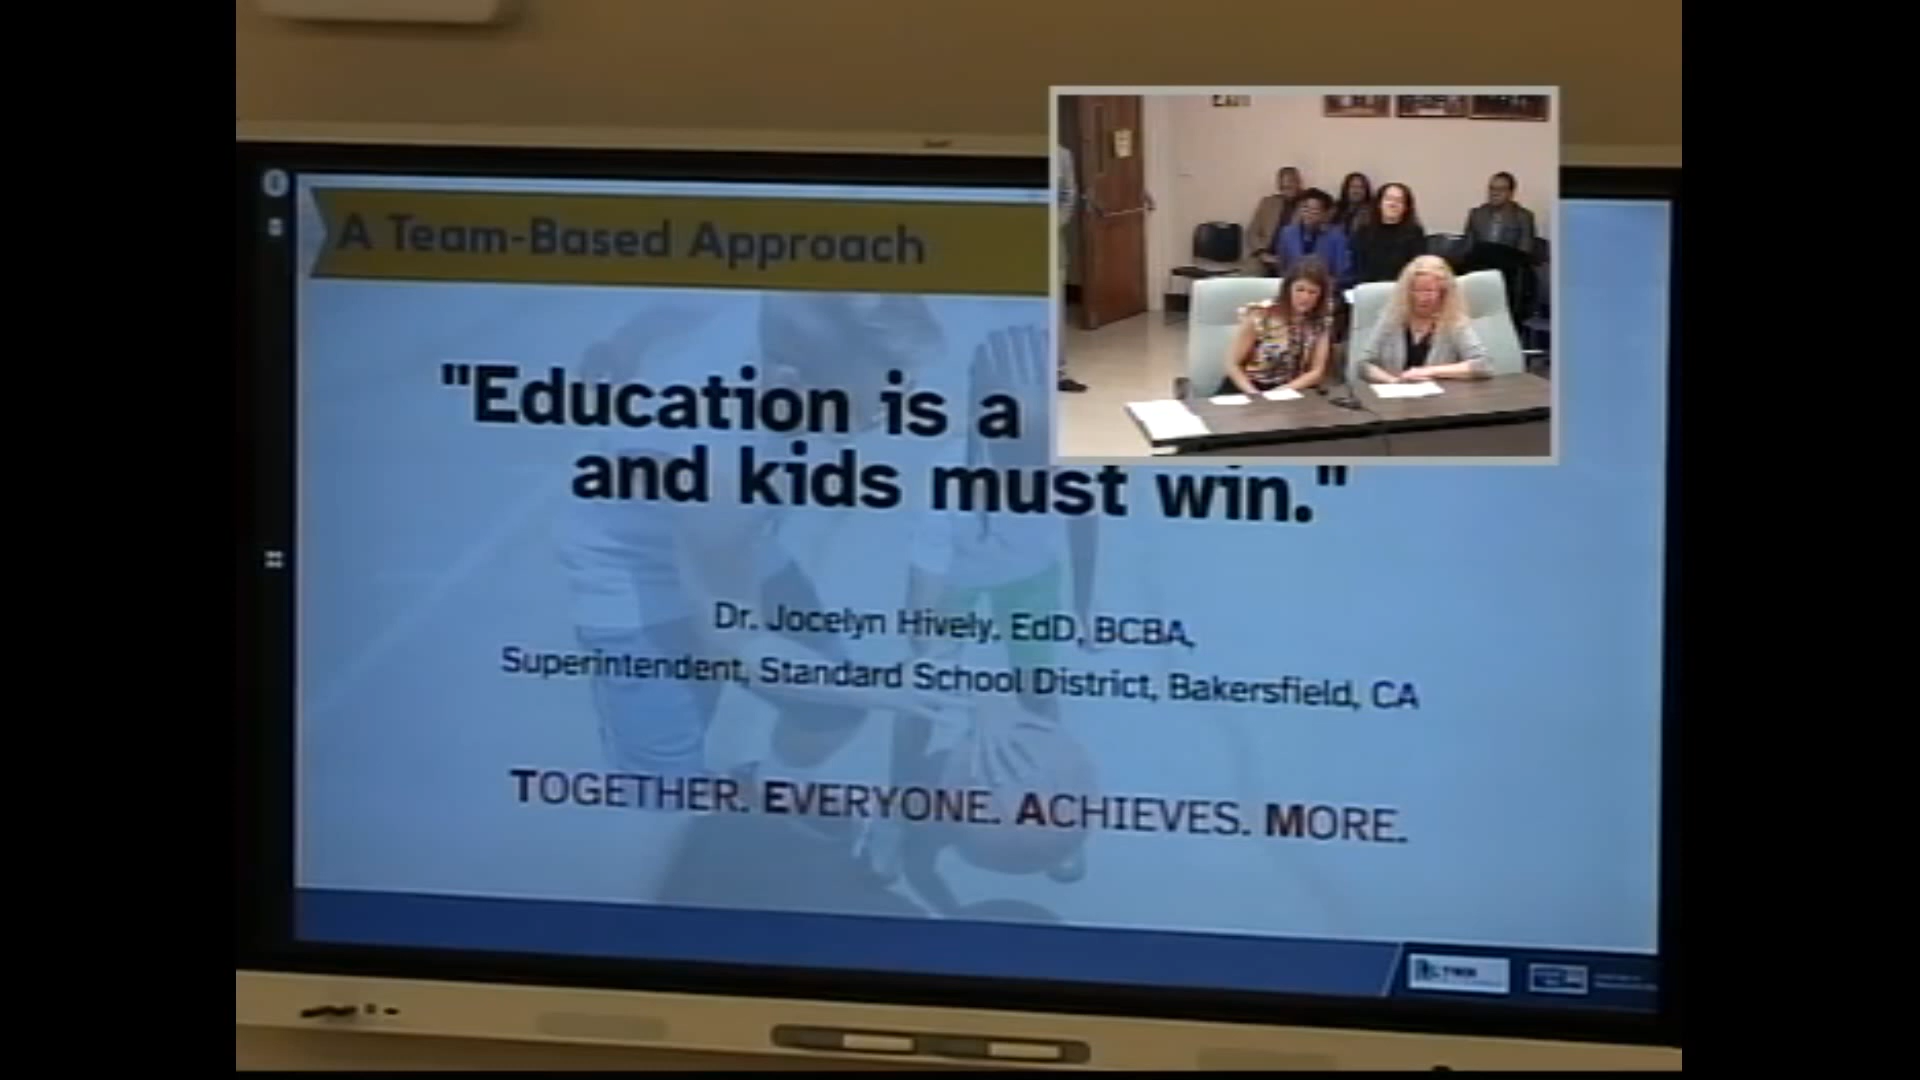 A Team-Based Approach
"Education is a
and kids must win."
Dr. Jocelyn Hively, EdD, BCBA,
Superintendent, Standard School District, Bakersfield, CA
TOGETHER. EVERYONE. ACHIEVES. MORE.
EXIT